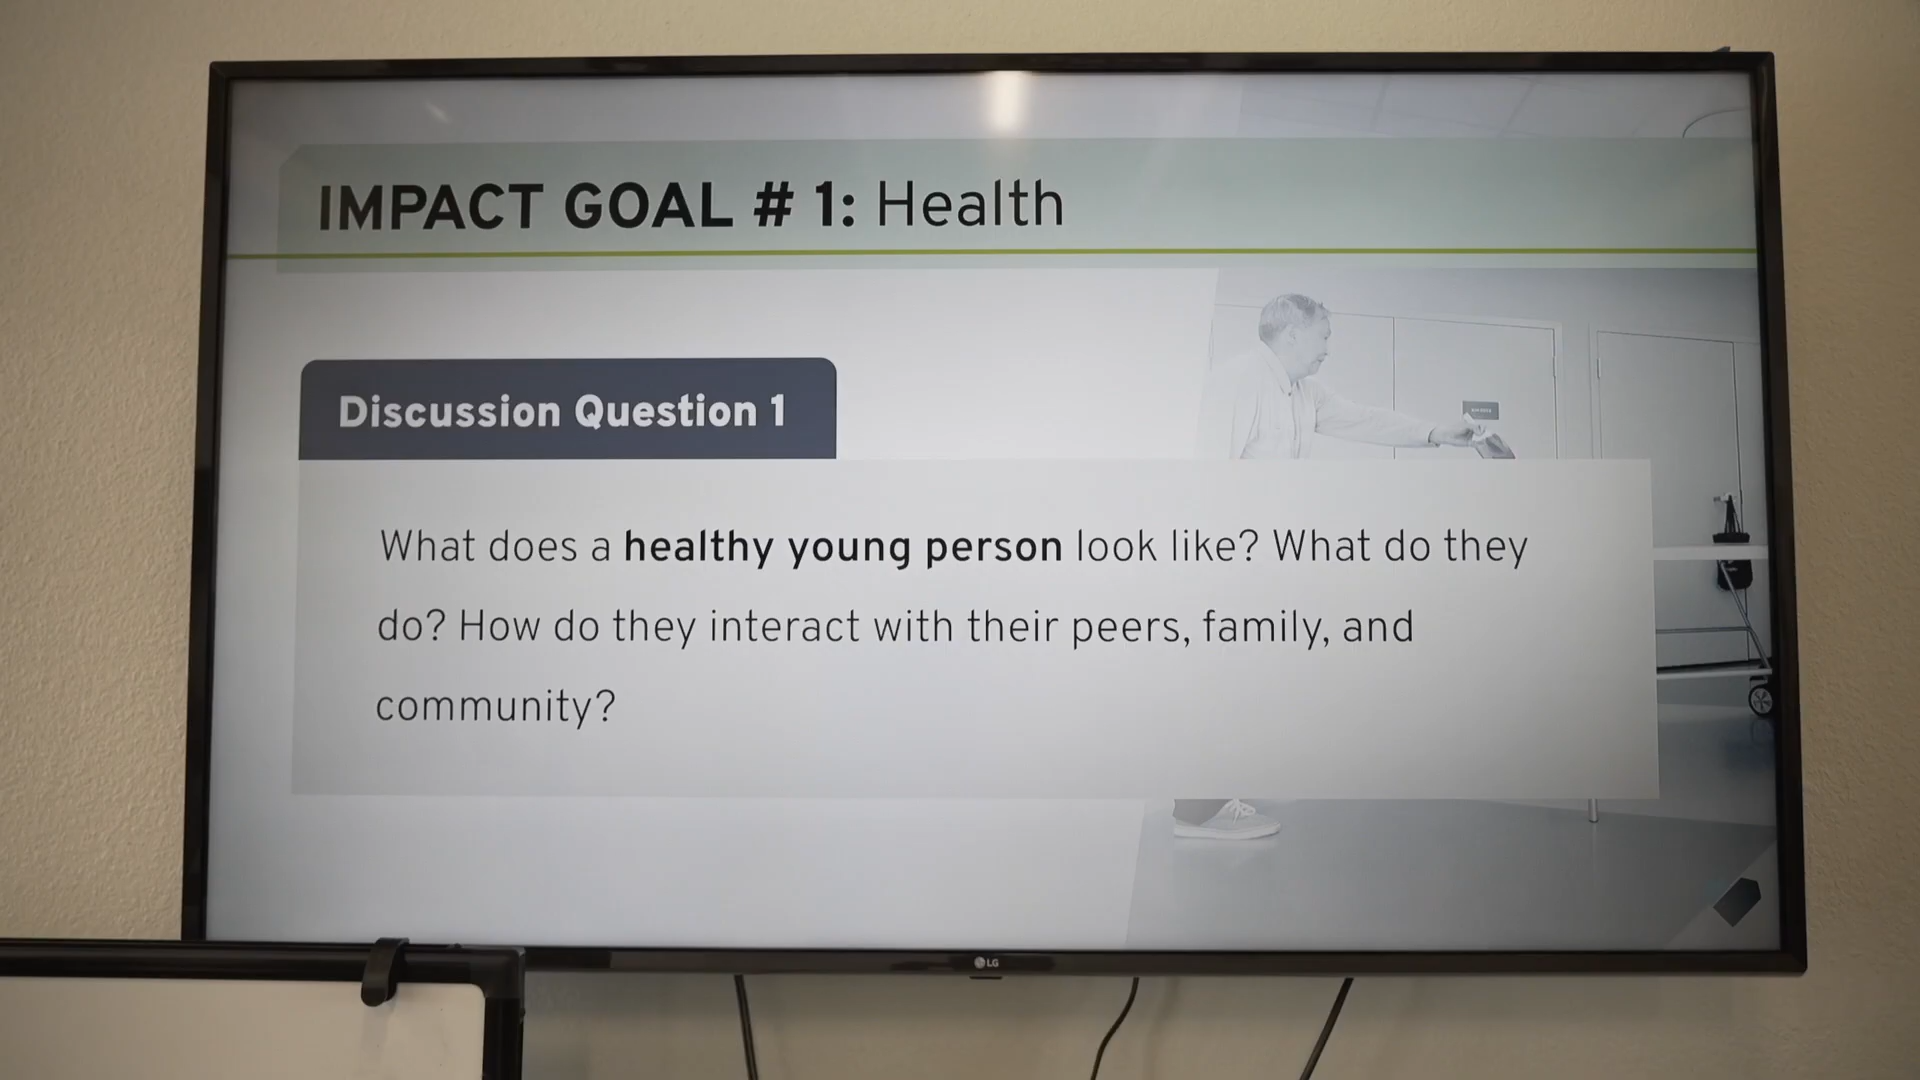 IMPACT GOAL # 1: Health
Discussion Question 1
What does a healthy young person look like? What do they
do? How do they interact with their peers, family, and
community?
LG